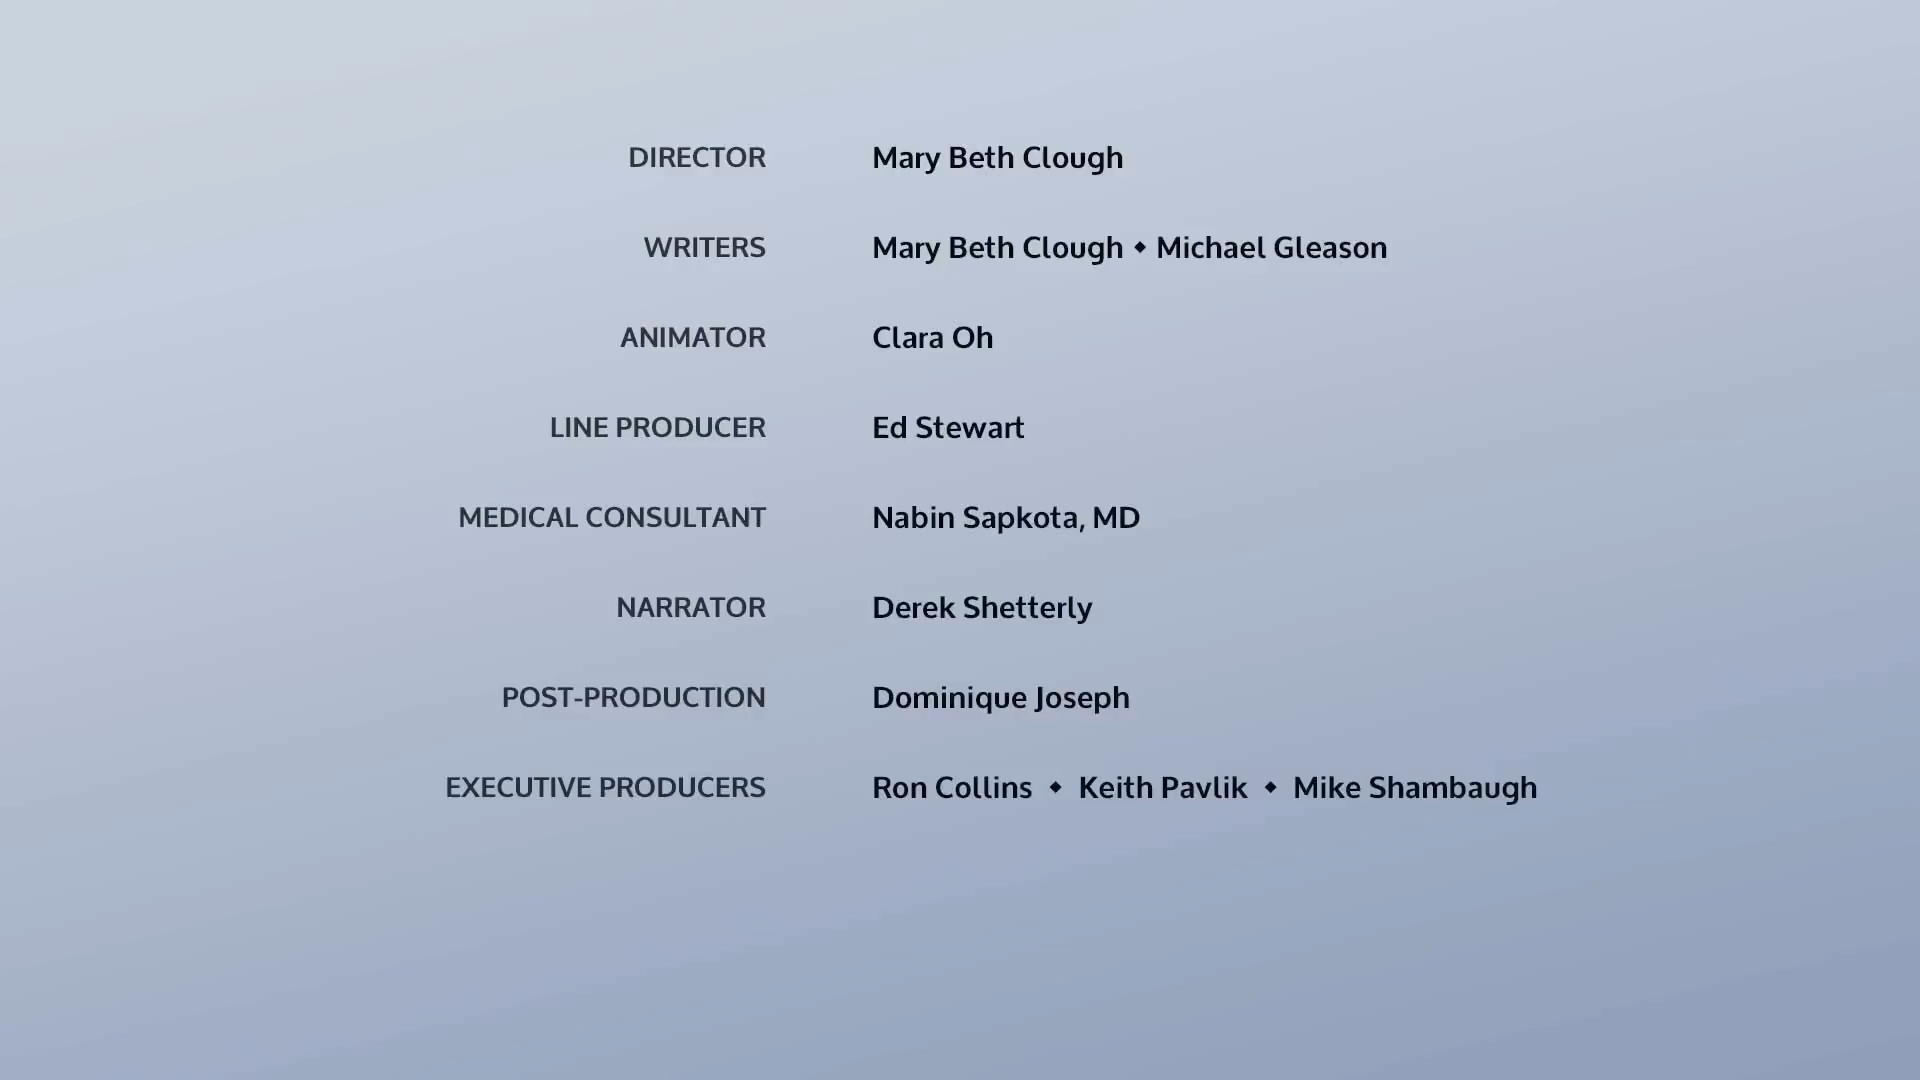 DIRECTOR Mary Beth Clough
WRITERS Mary Beth Clough ◆ Michael Gleason
ANIMATOR Clara Oh
LINE PRODUCER Ed Stewart
MEDICAL CONSULTANT Nabin Sapkota, MD
NARRATOR Derek Shetterly
POST-PRODUCTION Dominique Joseph
EXECUTIVE PRODUCERS Ron Collins ◆ Keith Pavlik ◆ Mike Shambaugh